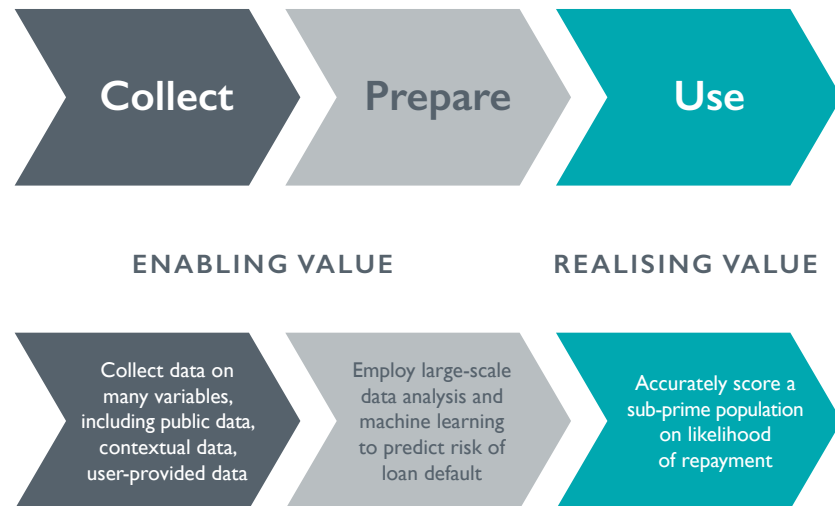 Collect
Prepare
Use
ENABLING VALUE
REALISING VALUE
Collect data on
many variables,
including public data,
contextual data,
user-provided data
Employ large-scale
data analysis and
machine learning
to predict risk of
loan default
Accurately score a
sub-prime population
on likelihood
of repayment